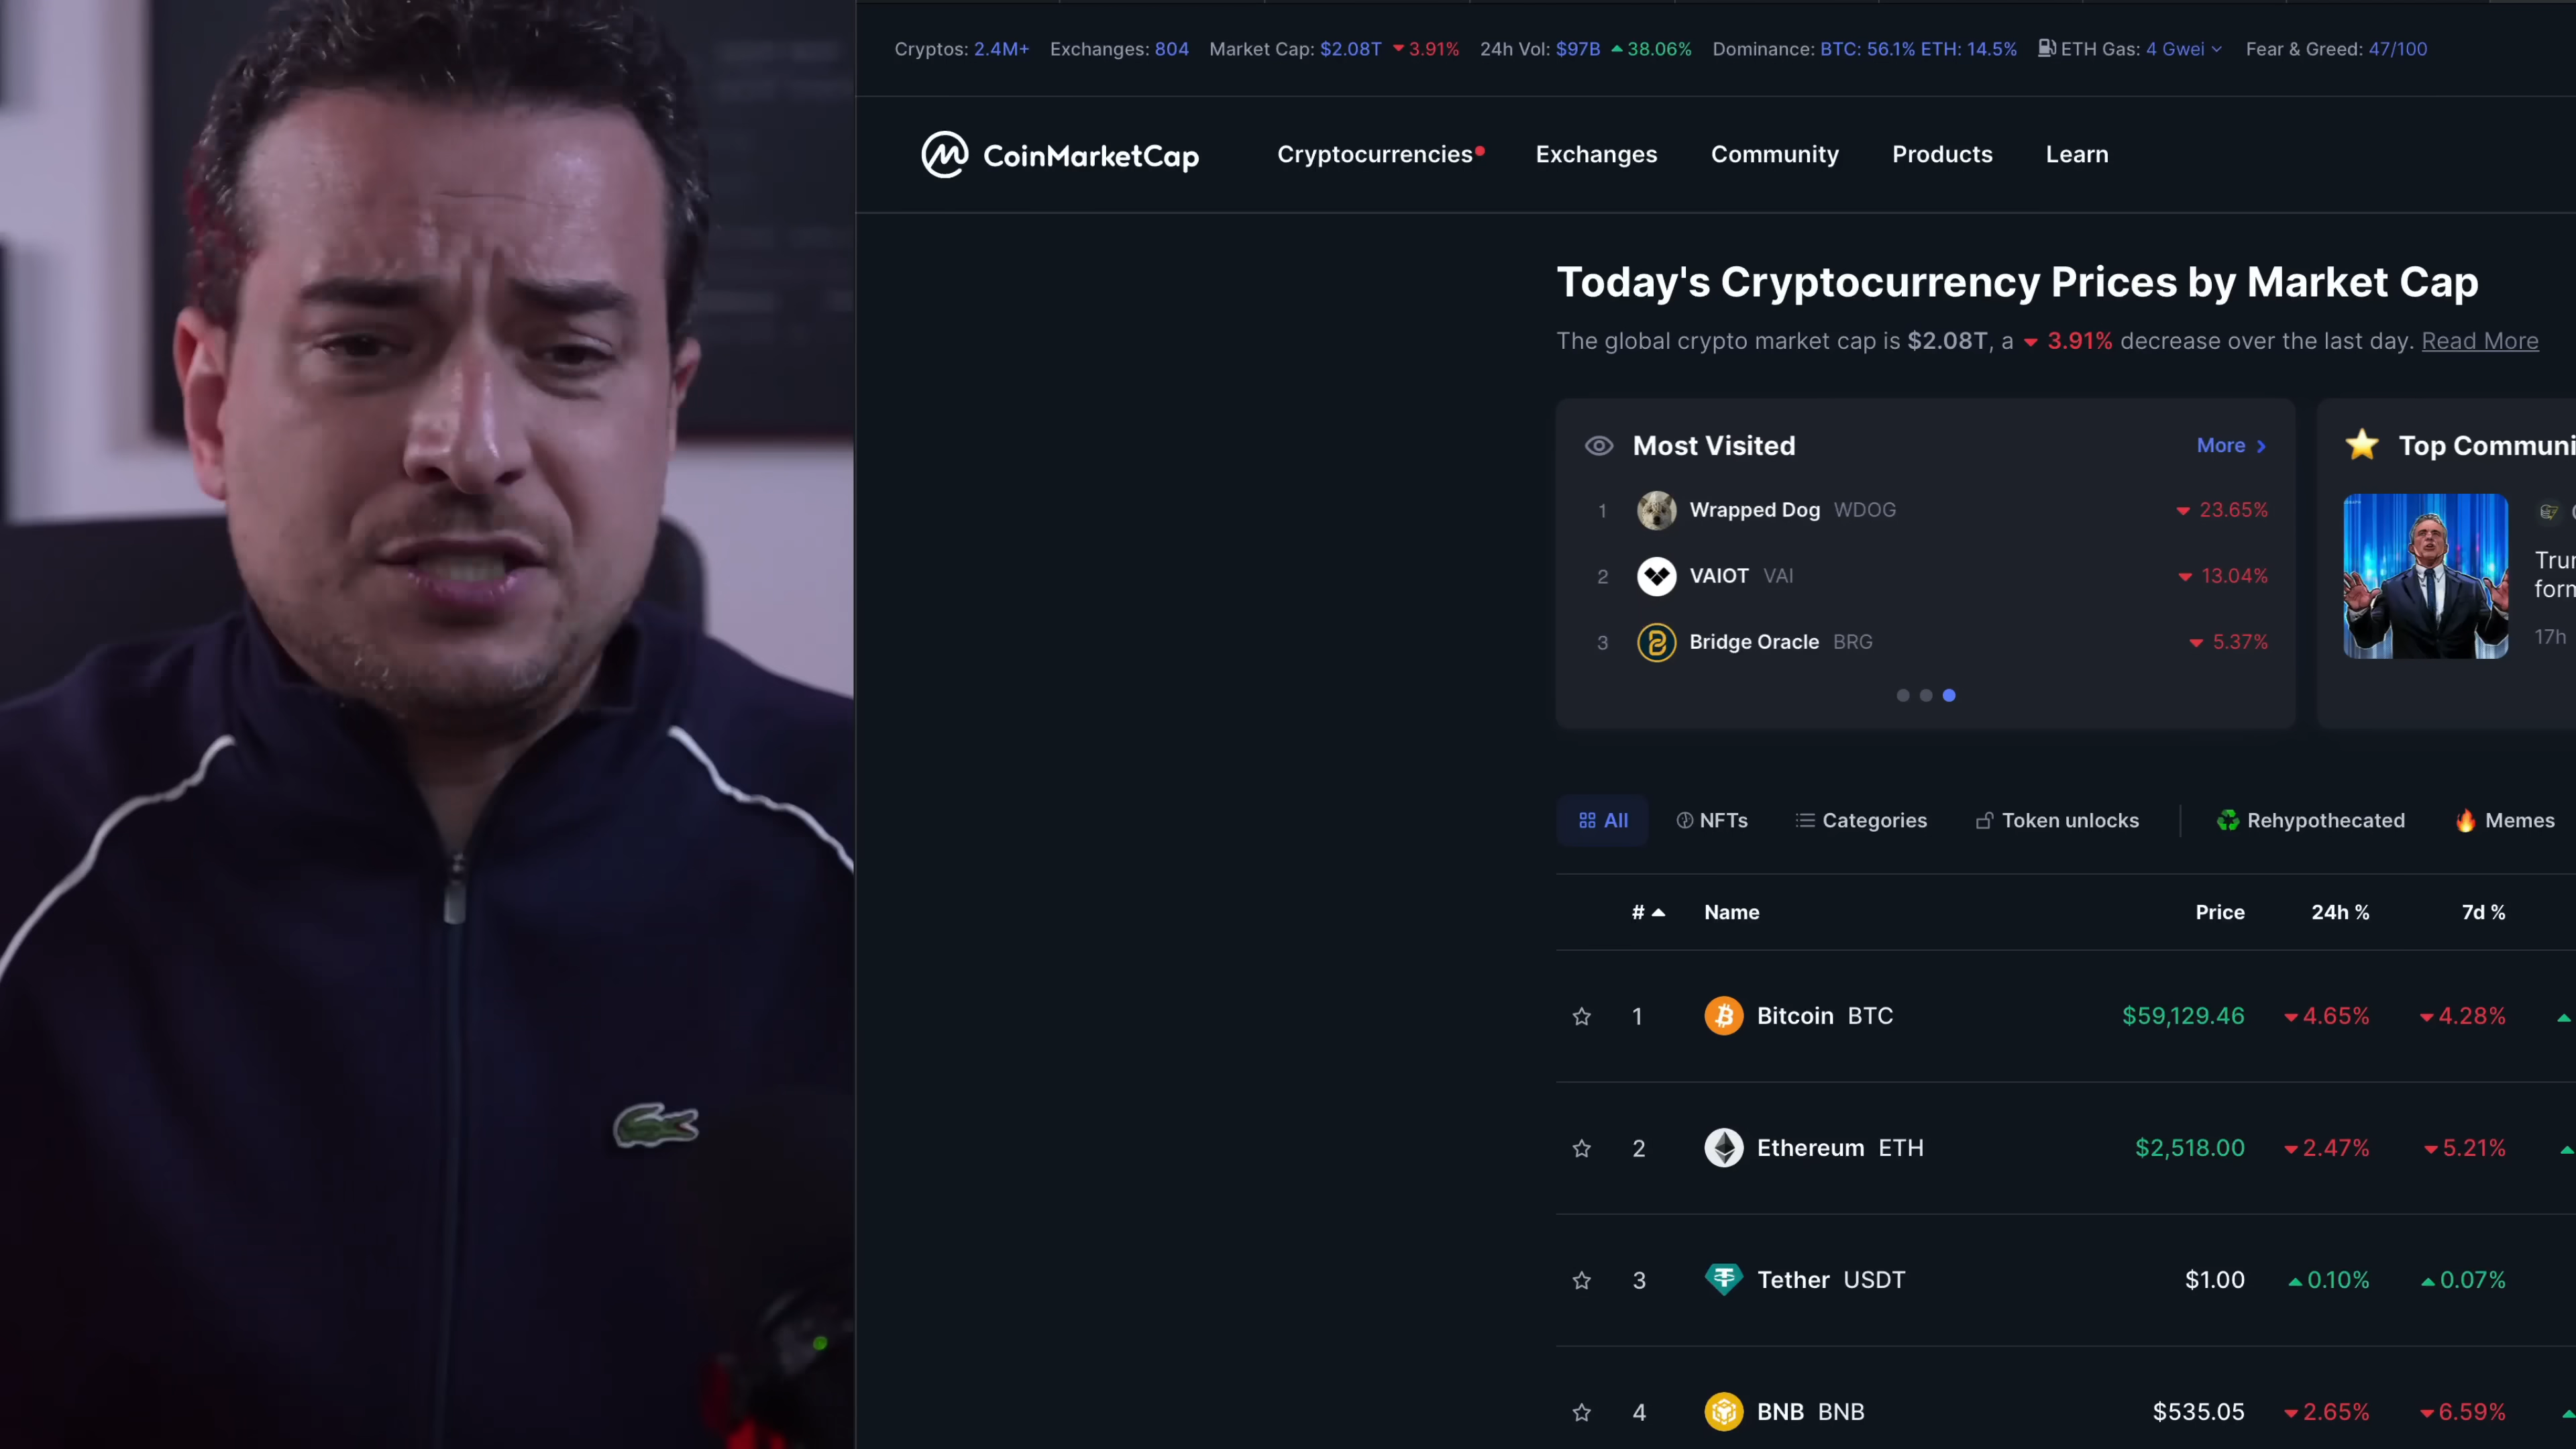 Cryptos: 2.4M+ Exchanges: 804 Market Cap: $2.08T 3.91% 24h Vol: $97B 38.06% Dominance: BTC: 56.1% ETH: 14.5% ETH Gas: 4 Gwei Fear & Greed: 47/100
CoinMarketCap Cryptocurrencies Exchanges Community Products Learn
Today's Cryptocurrency Prices by Market Cap
The global crypto market cap is $2.08T, a 3.91% decrease over the last day. Read More
Most Visited More
1 Wrapped Dog WDOG 23.65%
2 VAIOT VAI 13.04%
3 Bridge Oracle BRG 5.37%
Top Communi
Tru
form
17h
All NFTs Categories Token unlocks Rehypothecated Memes
# Name Price 24h % 7d %
1 Bitcoin BTC $59,129.46 4.65% 4.28%
2 Ethereum ETH $2,518.00 2.47% 5.21%
3 Tether USDT $1.00 0.10% 0.07%
4 BNB BNB $535.05 2.65% 6.59%